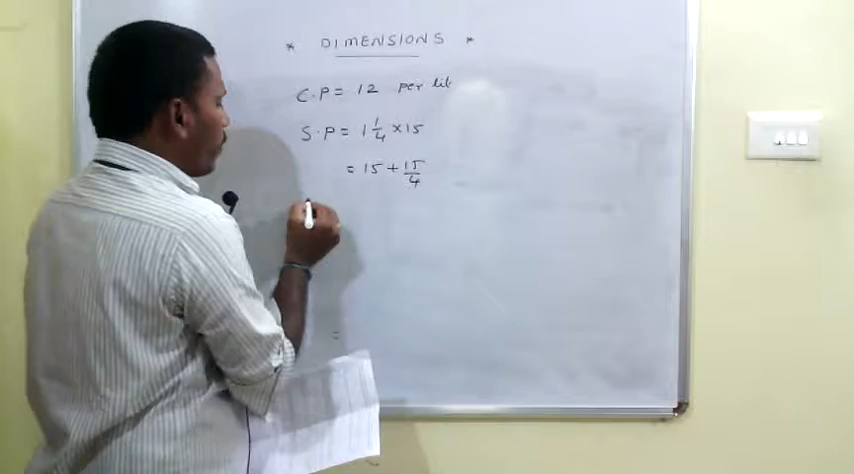 * DIMENSIONS *
C.P = 12 per lit
S.P = 1 1/4 × 15
= 15 + 15/4
=